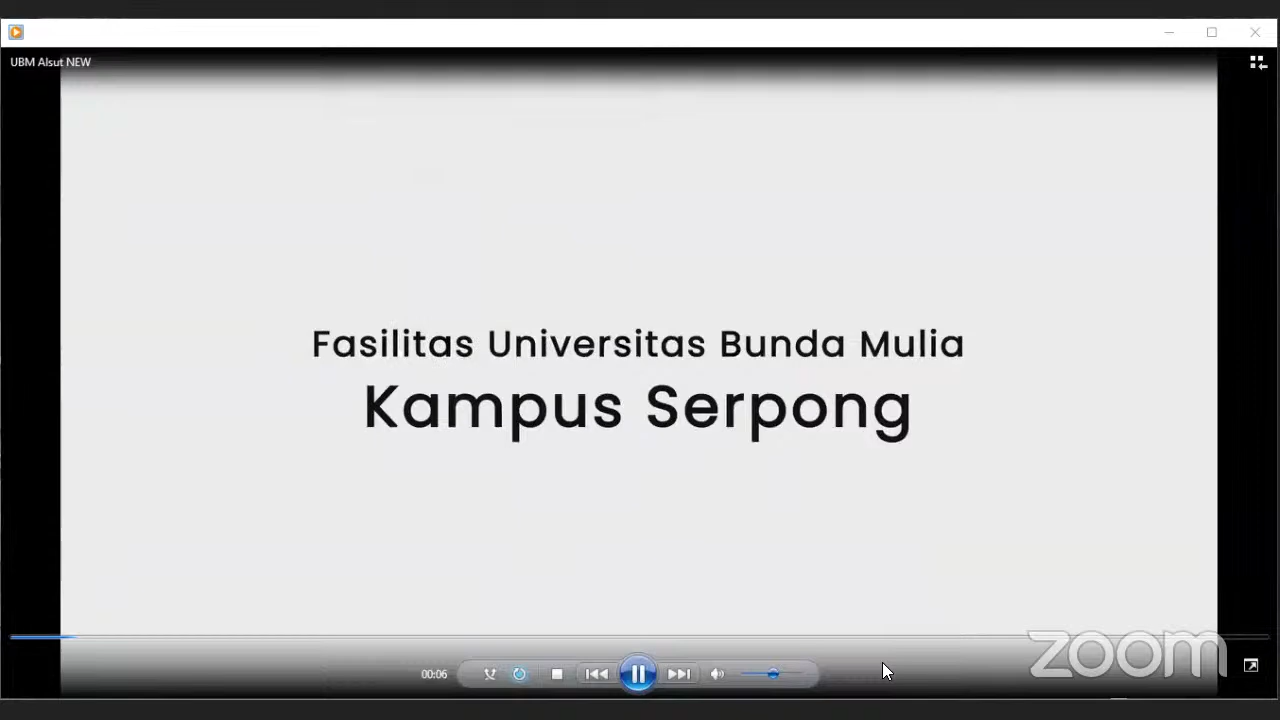 UBM Alsut NEW
Fasilitas Universitas Bunda Mulia
Kampus Serpong
00:06
zoom